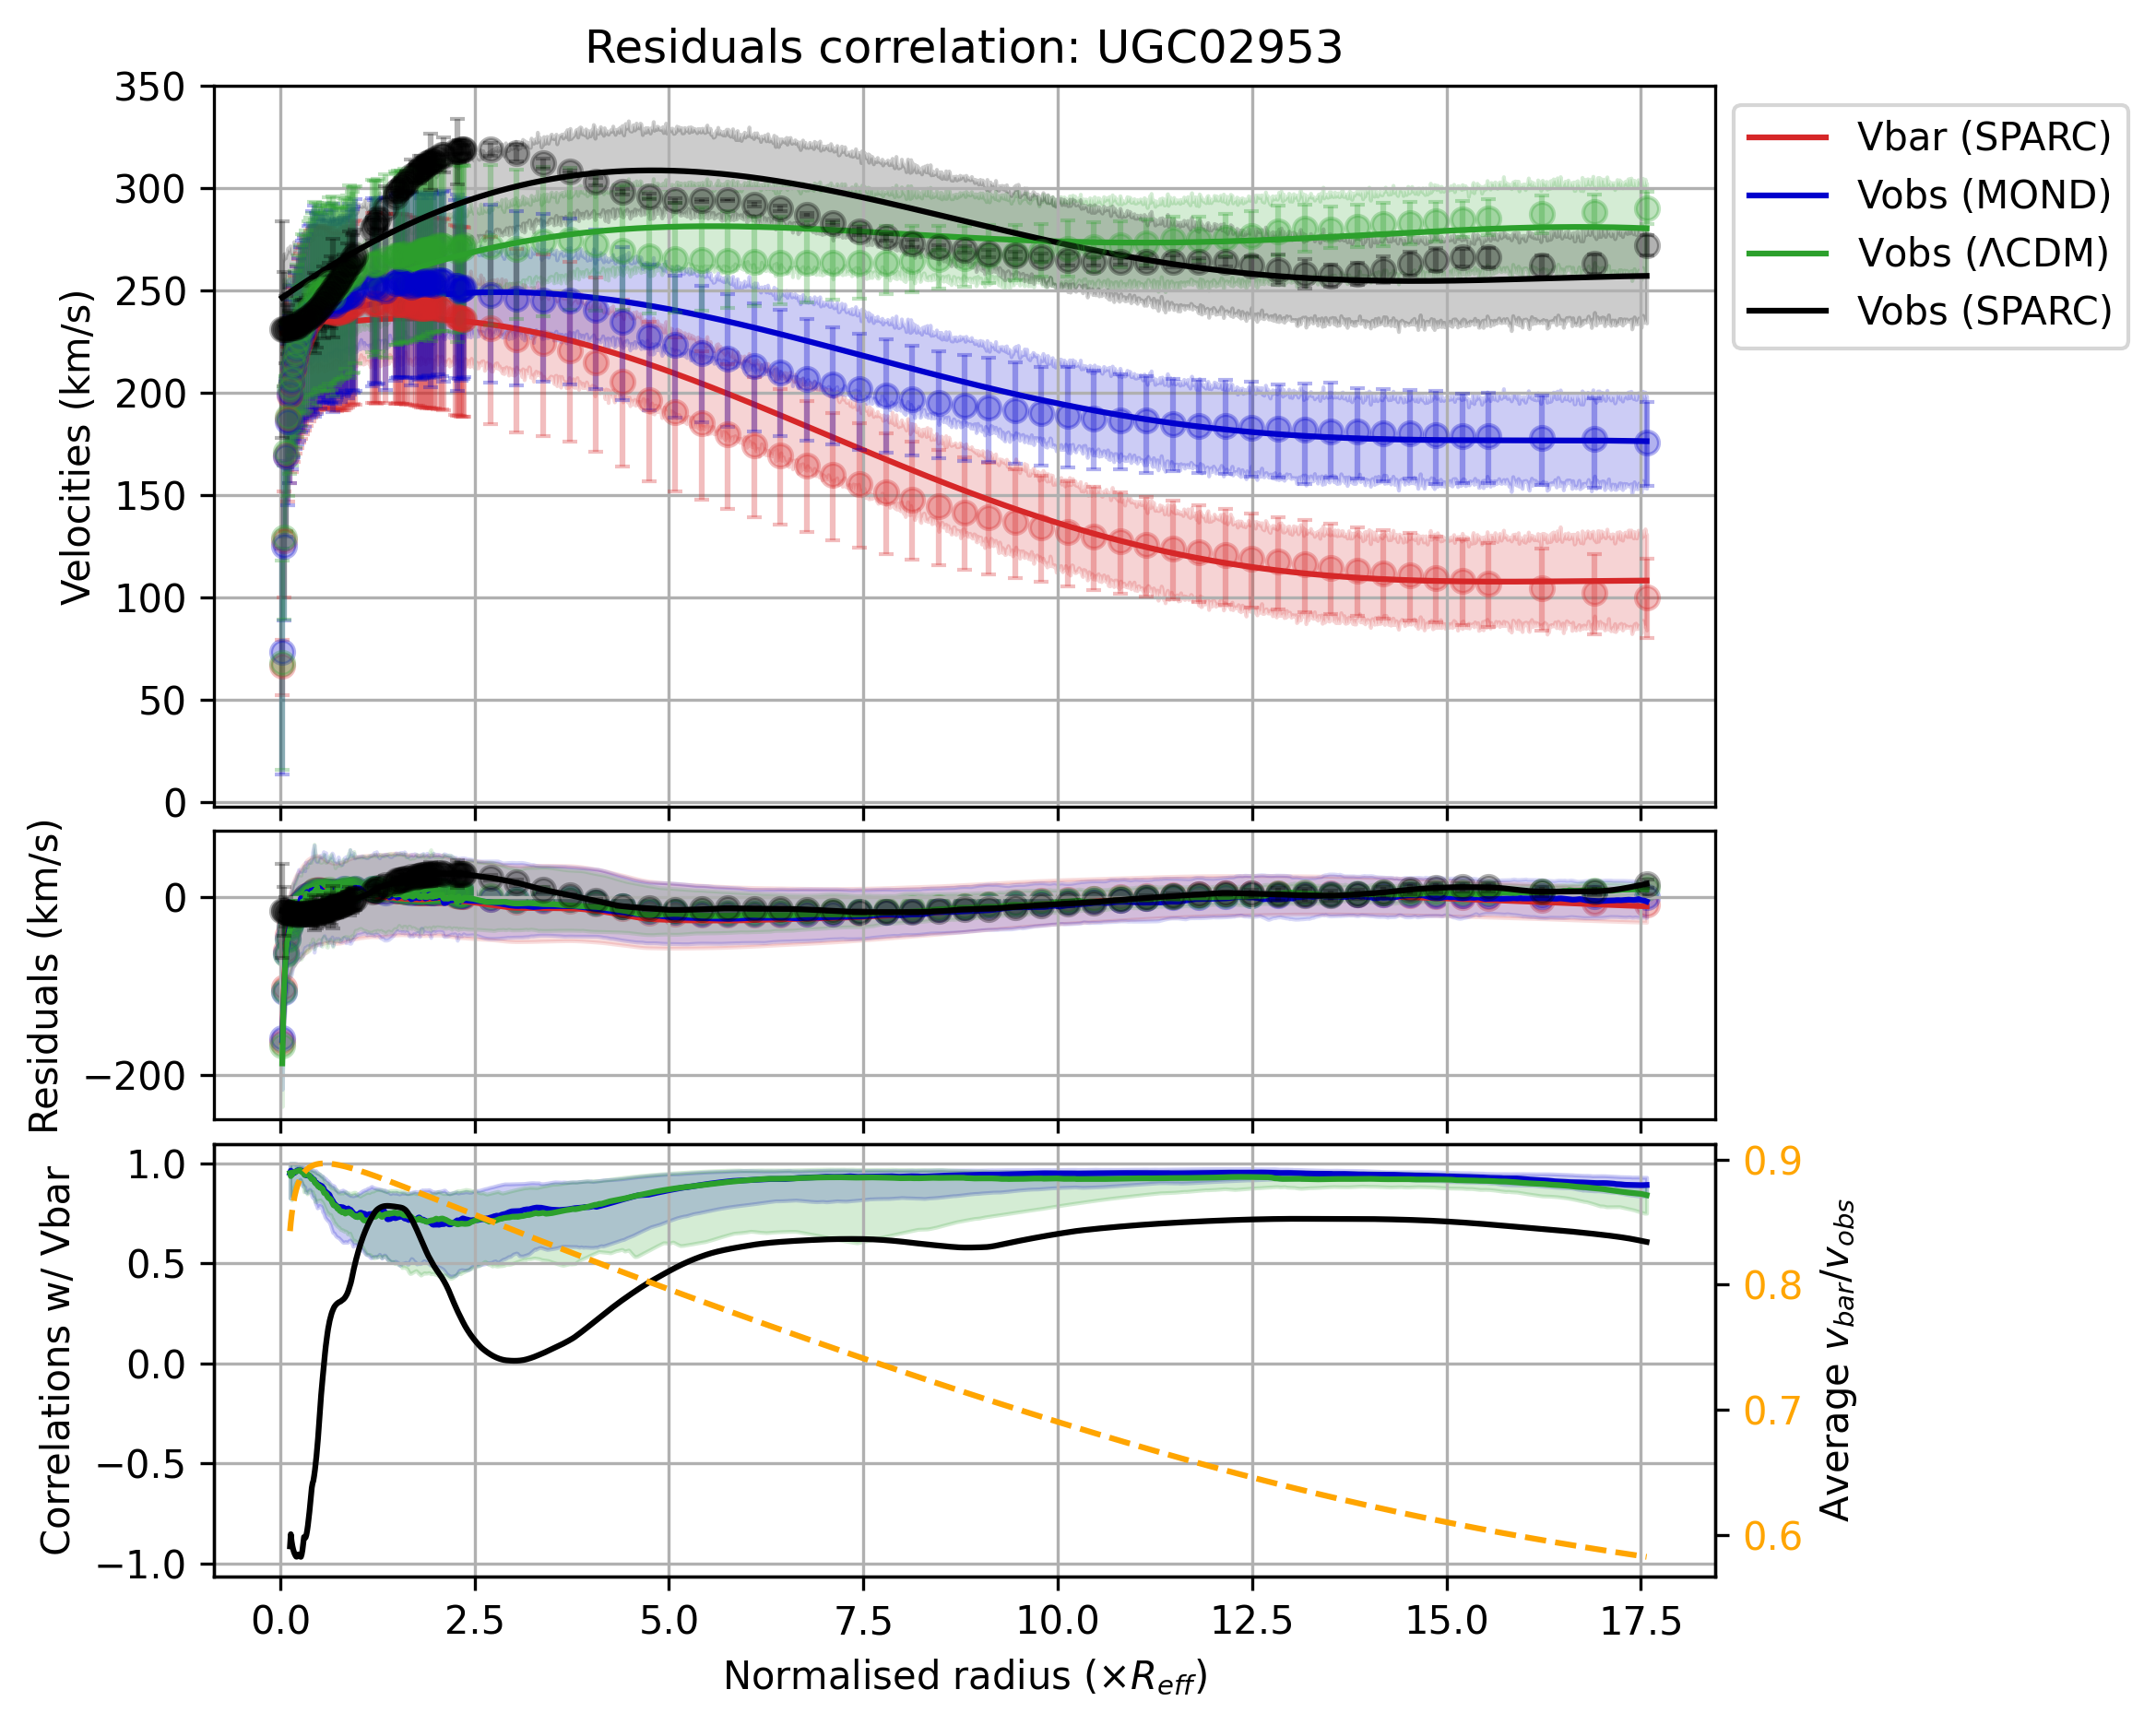 Residuals correlation: UGC02953
350
300
250
200
150
100
50
0
Velocities (km/s)
Vbar (SPARC)
Vobs (MOND)
Vobs (ΛCDM)
Vobs (SPARC)
0
−200
Residuals (km/s)
1.0
0.5
0.0
−0.5
−1.0
Correlations w/ Vbar
0.9
0.8
0.7
0.6
Average v_bar/v_obs
0.0 2.5 5.0 7.5 10.0 12.5 15.0 17.5
Normalised radius (×R_eff)